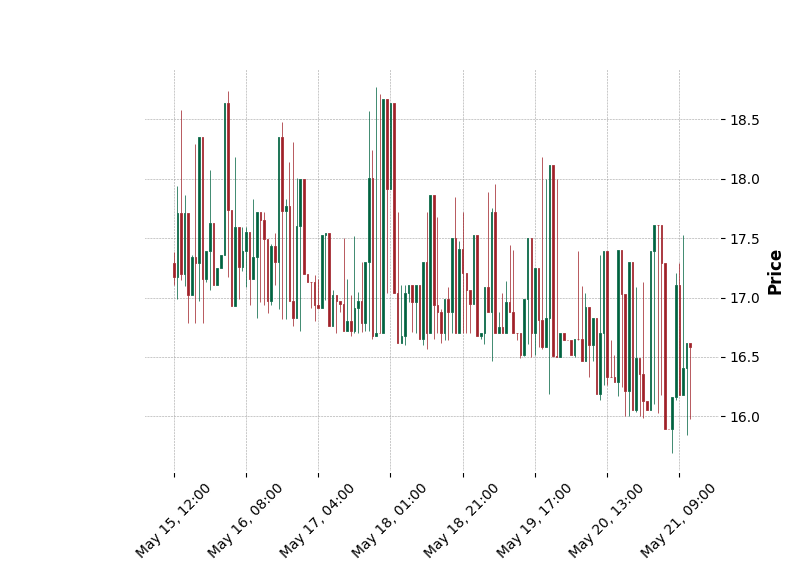 18.5
18.0
17.5
17.0
16.5
16.0
Price
May 15, 12:00
May 16, 08:00
May 17, 04:00
May 18, 01:00
May 18, 21:00
May 19, 17:00
May 20, 13:00
May 21, 09:00